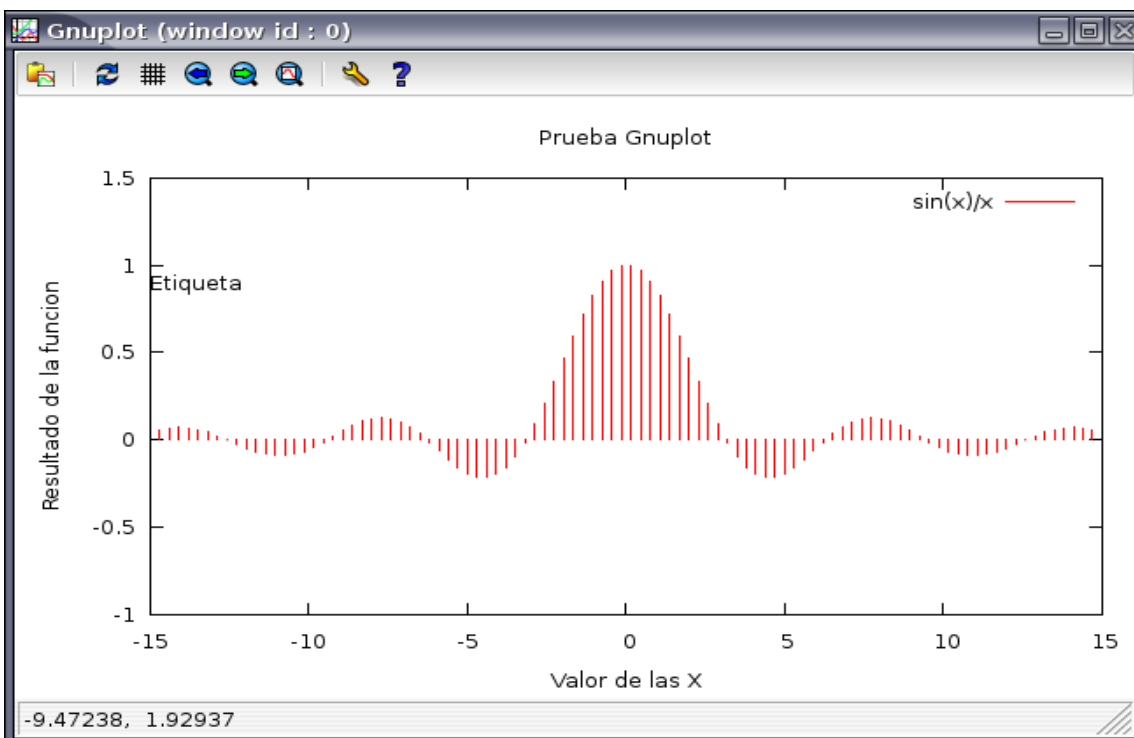 Gnuplot (window id : 0)
Prueba Gnuplot
sin(x)/x
1.5
1
Etiqueta
0.5
0
-0.5
-1
Resultado de la funcion
-15 -10 -5 0 5 10 15
Valor de las X
-9.47238, 1.92937